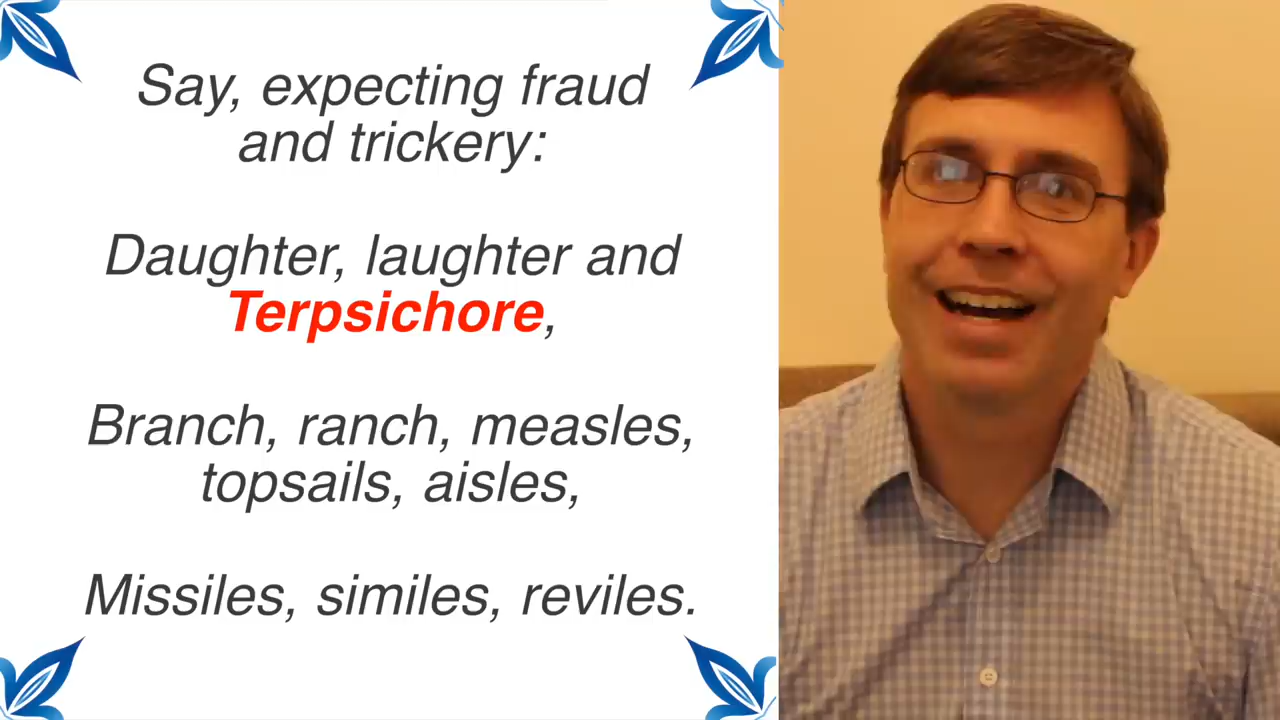 Say, expecting fraud
and trickery:
Daughter, laughter and
Terpsichore,
Branch, ranch, measles,
topsails, aisles,
Missiles, similes, reviles.